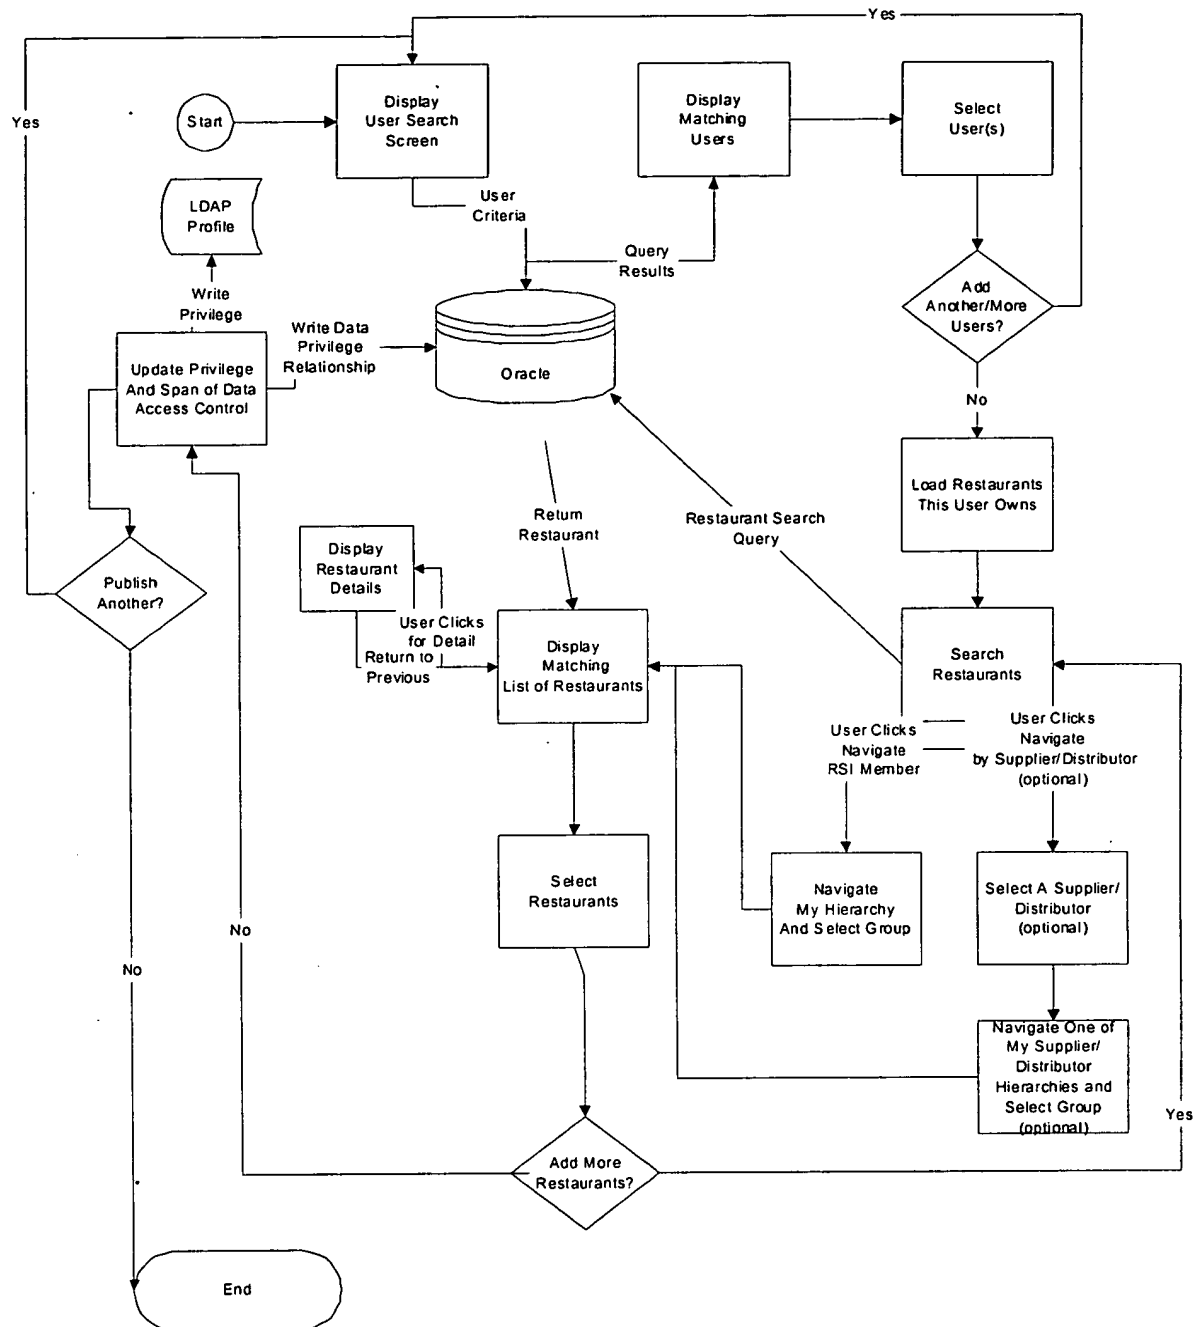 Yes
Yes
Start
Display
User Search
Screen
Display
Matching
Users
Select
User(s)
LDAP
Profile
User
Criteria
Query
Results
Write
Privilege
Write Data
Privilege
Relationship
Add
Another/More
Users?
Update Privilege
And Span of Data
Access Control
Oracle
No
Load Restaurants
This User Owns
Return
Restaurant
Restaurant Search
Query
Display
Restaurant
Details
Publish
Another?
User Clicks
for Detail
Return to
Previous
Display
Matching
List of Restaurants
Search
Restaurants
User Clicks
Navigate
RSI Member
User Clicks
Navigate
by Supplier/Distributor
(optional)
Select
Restaurants
Navigate
My Hierarchy
And Select Group
Select A Supplier/
Distributor
(optional)
No
No
Navigate One of
My Supplier/
Distributor
Hierarchies and
Select Group
(optional)
Yes
Add More
Restaurants?
End